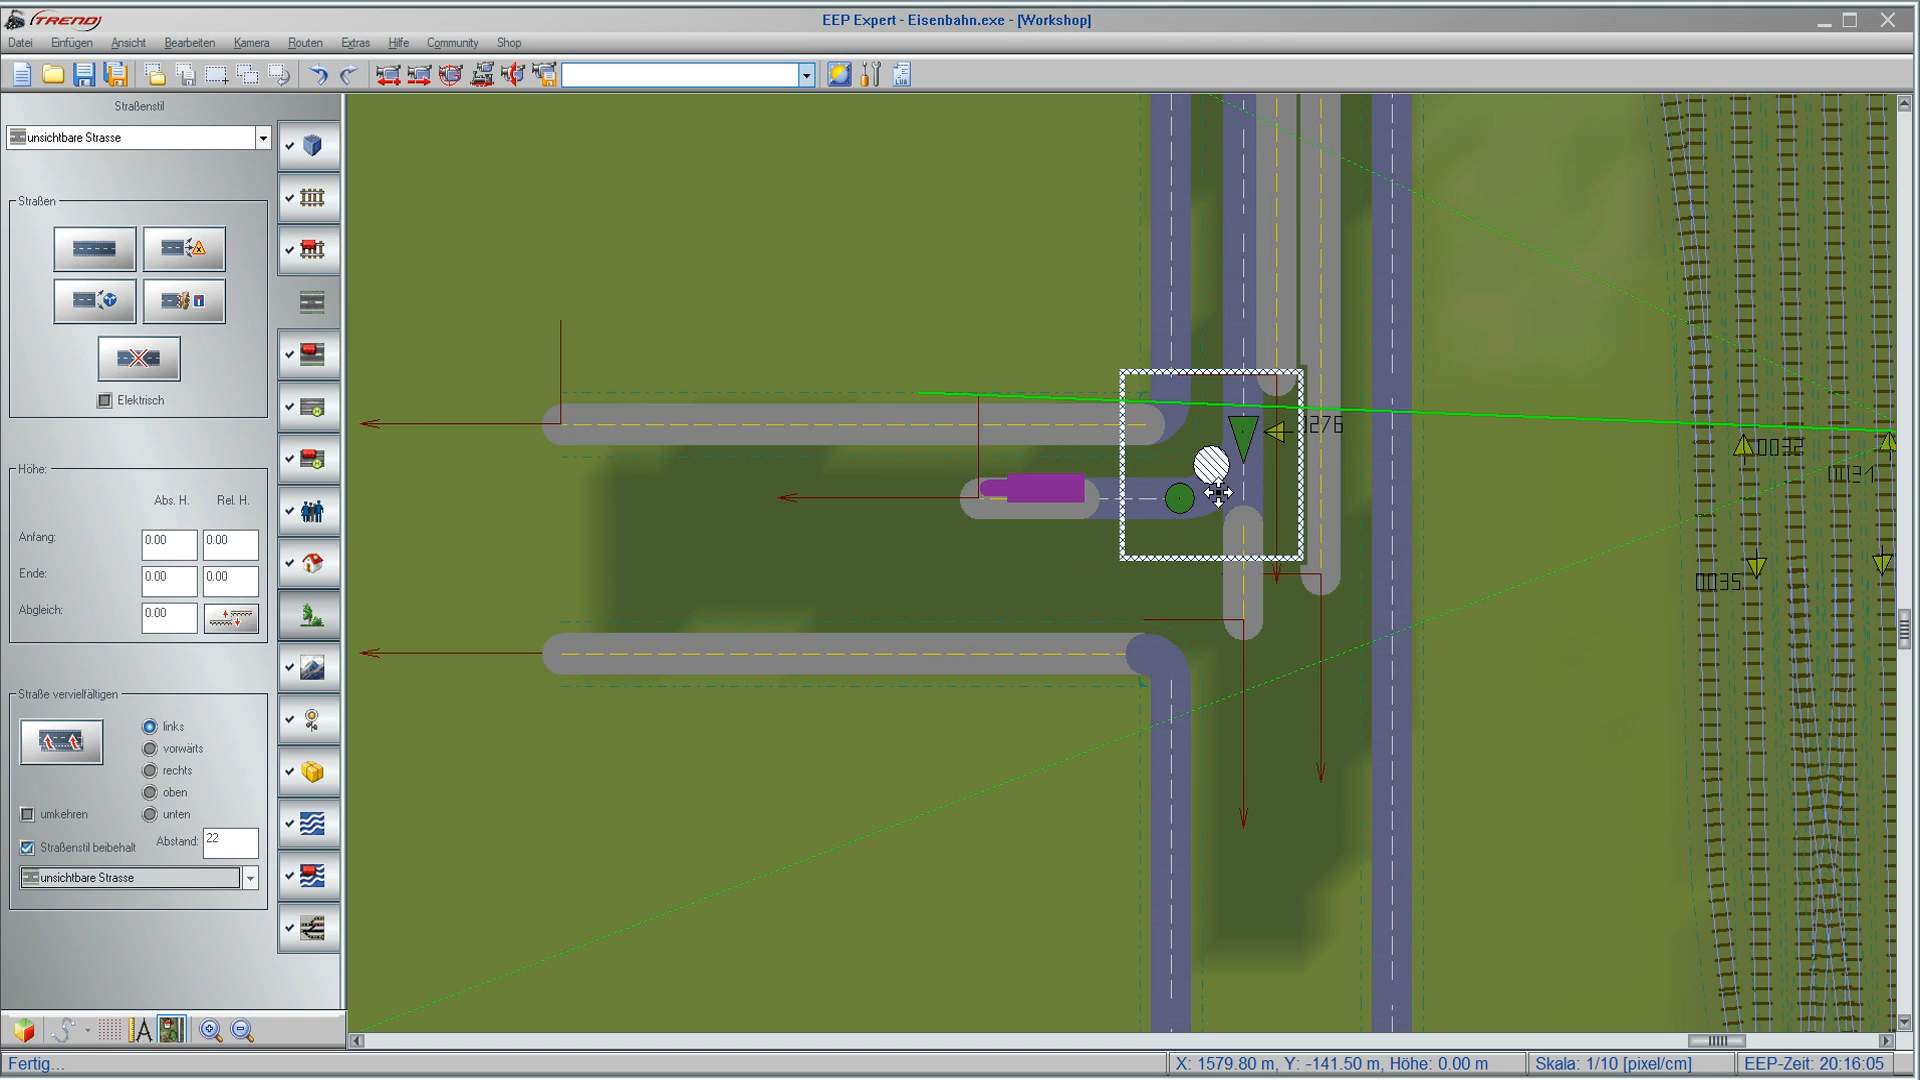 TREND
EEP Expert - Eisenbahn.exe - [Workshop]
Datei Einfügen Ansicht Bearbeiten Kamera Routen Extras Hilfe Community Shop
Straßenstil
unsichtbare Strasse
Straßen
Elektrisch
Höhe:
Abs. H. Rel. H.
Anfang: 0.00 0.00
Ende: 0.00 0.00
Abgleich: 0.00
Straße vervielfältigen
links
vorwärts
rechts
oben
umkehren unten
Straßenstil beibehalt Abstand: 22
unsichtbare Strasse
1276
0032
0035
Fertig...
X: 1579.80 m, Y: -141.50 m, Höhe: 0.00 m
Skala: 1/10 [pixel/cm]
EEP-Zeit: 20:16:05